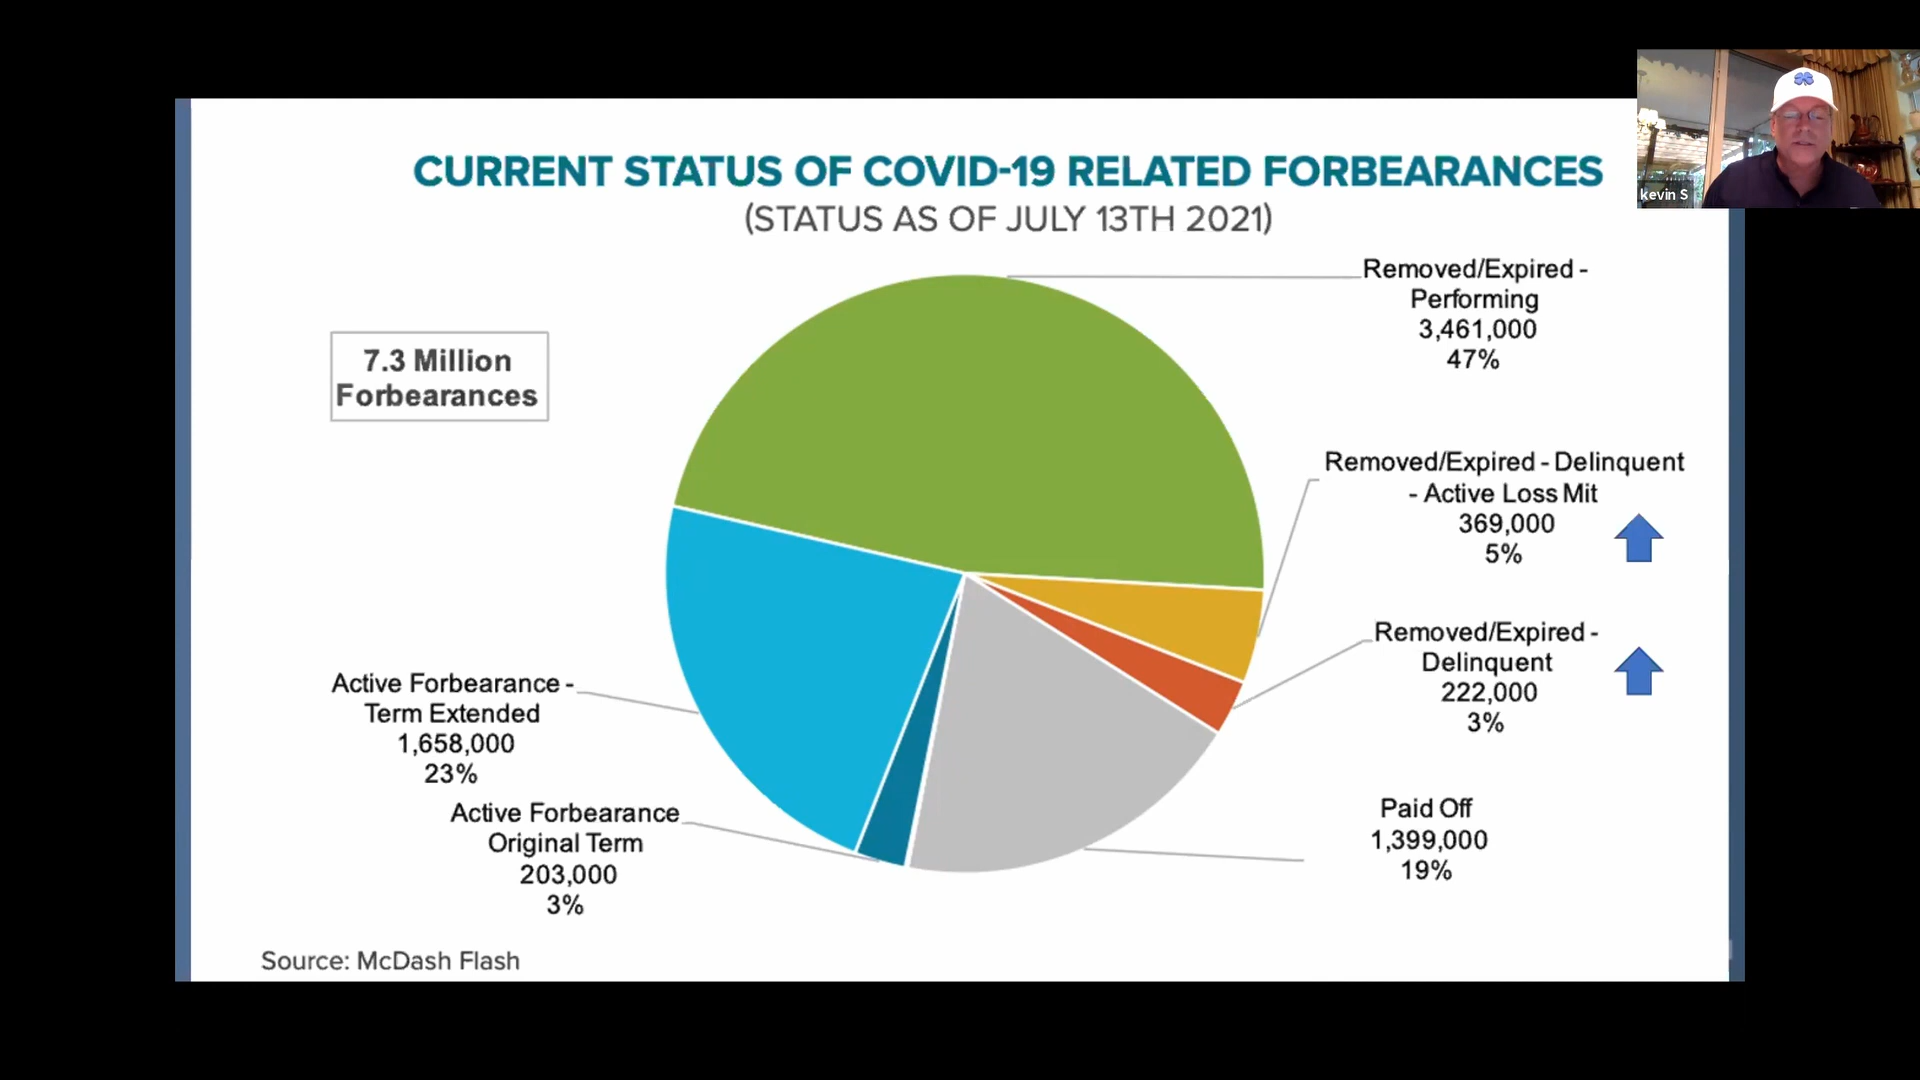 CURRENT STATUS OF COVID-19 RELATED FORBEARANCES
(STATUS AS OF JULY 13TH 2021)
kevin S
7.3 Million
Forbearances
Removed/Expired -
Performing
3,461,000
47%
Removed/Expired - Delinquent
- Active Loss Mit
369,000
5%
Removed/Expired -
Delinquent
222,000
3%
Paid Off
1,399,000
19%
Active Forbearance -
Term Extended
1,658,000
23%
Active Forbearance
Original Term
203,000
3%
Source: McDash Flash